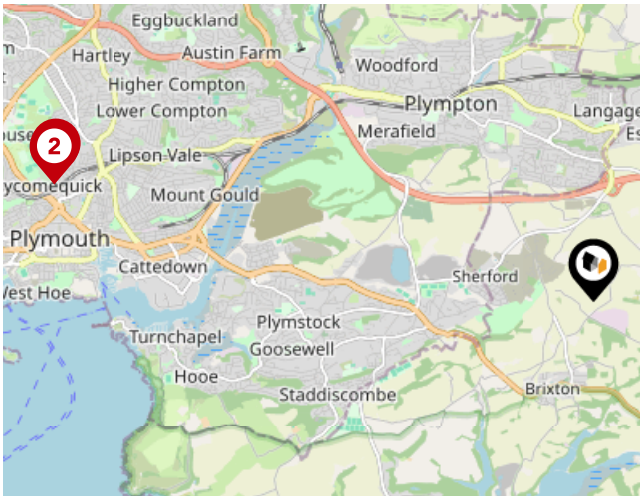 Eggbuckland
Hartley
Austin Farm
Woodford
Higher Compton
Plympton
Langage
Lower Compton
Merafield
2
Lipson Vale
ycomequick
Mount Gould
Plymouth
Cattedown
Sherford
West Hoe
Plymstock
Turnchapel
Goosewell
Hooe
Brixton
Staddiscombe